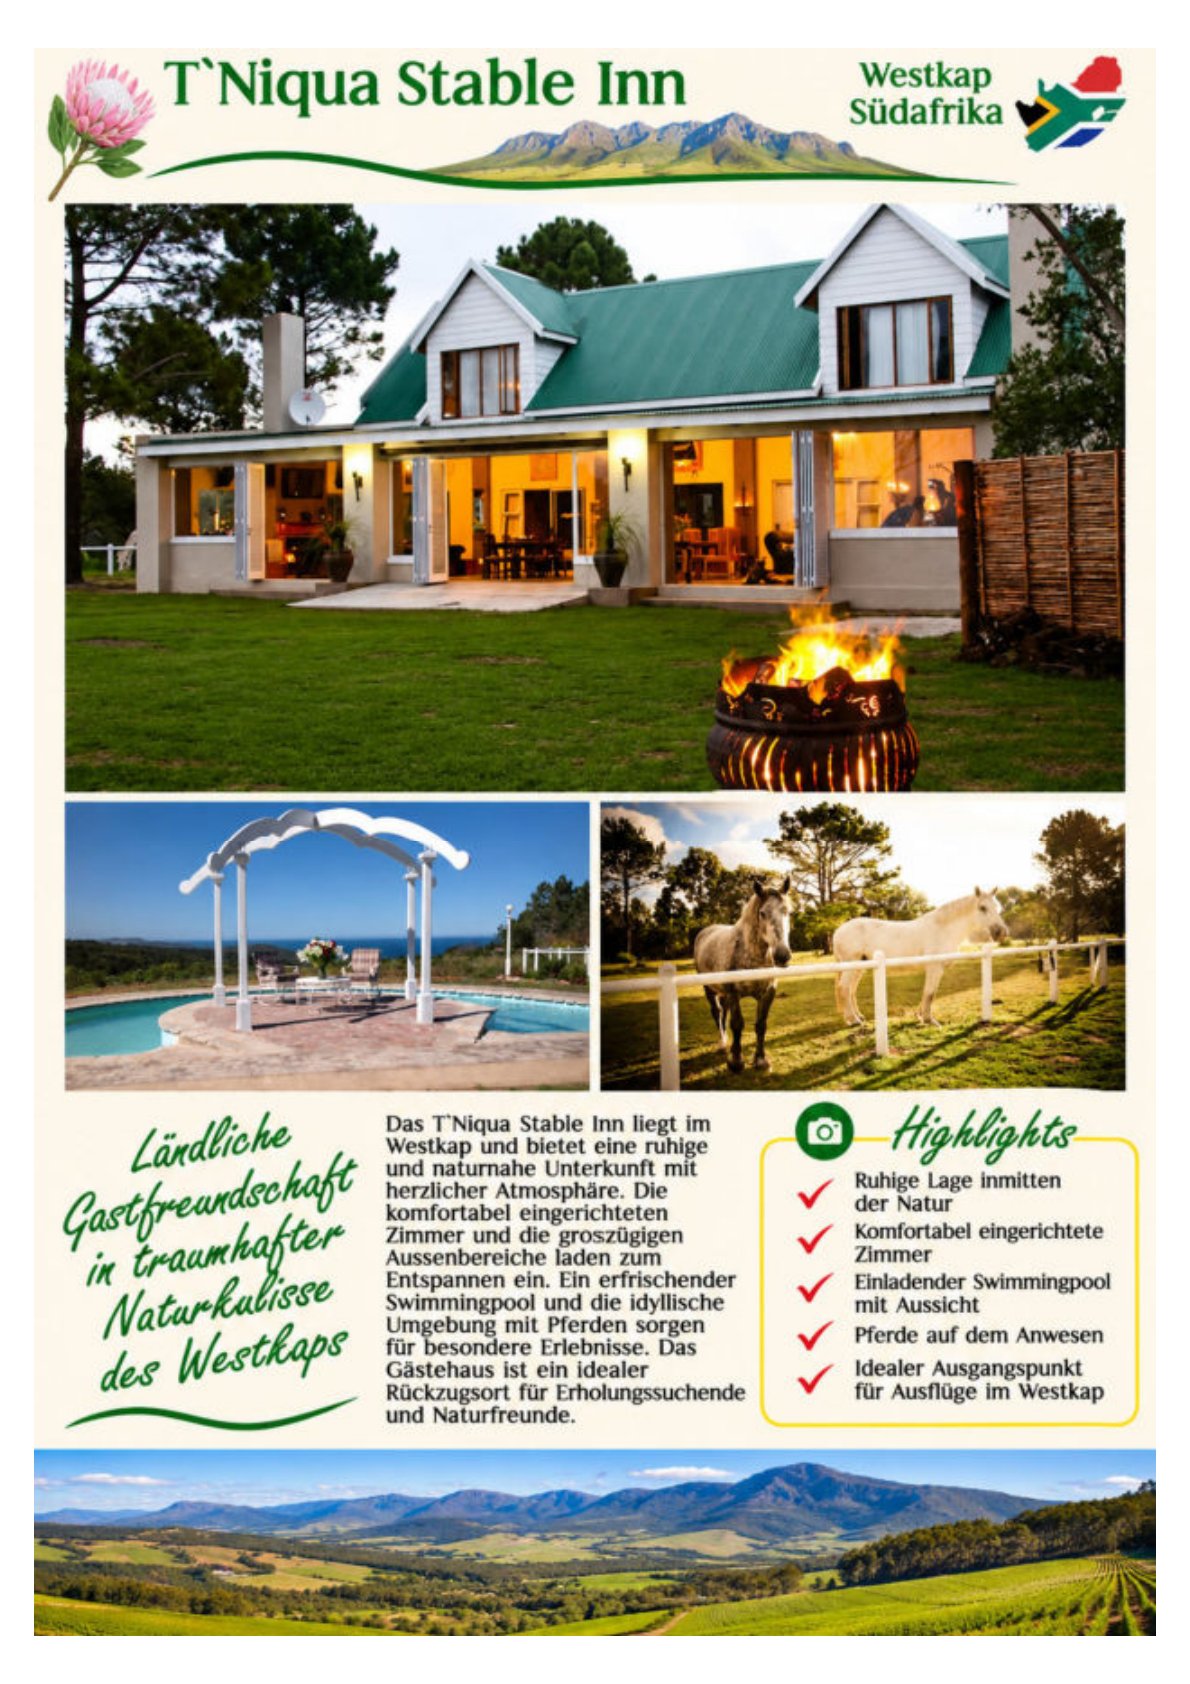 T`Niqua Stable Inn
Westkap
Südafrika
Ländliche
Gastfreundschaft
in traumhafter
Naturkulisse
des Westkaps
Das T`Niqua Stable Inn liegt im
Westkap und bietet eine ruhige
und naturnahe Unterkunft mit
herzlicher Atmosphäre. Die
komfortabel eingerichteten
Zimmer und die groszügigen
Aussenbereiche laden zum
Entspannen ein. Ein erfrischender
Swimmingpool und die idyllische
Umgebung mit Pferden sorgen
für besondere Erlebnisse. Das
Gästehaus ist ein idealer
Rückzugsort für Erholungssuchende
und Naturfreunde.
Highlights
Ruhige Lage inmitten
der Natur
Komfortabel eingerichtete
Zimmer
Einladender Swimmingpool
mit Aussicht
Pferde auf dem Anwesen
Idealer Ausgangspunkt
für Ausflüge im Westkap